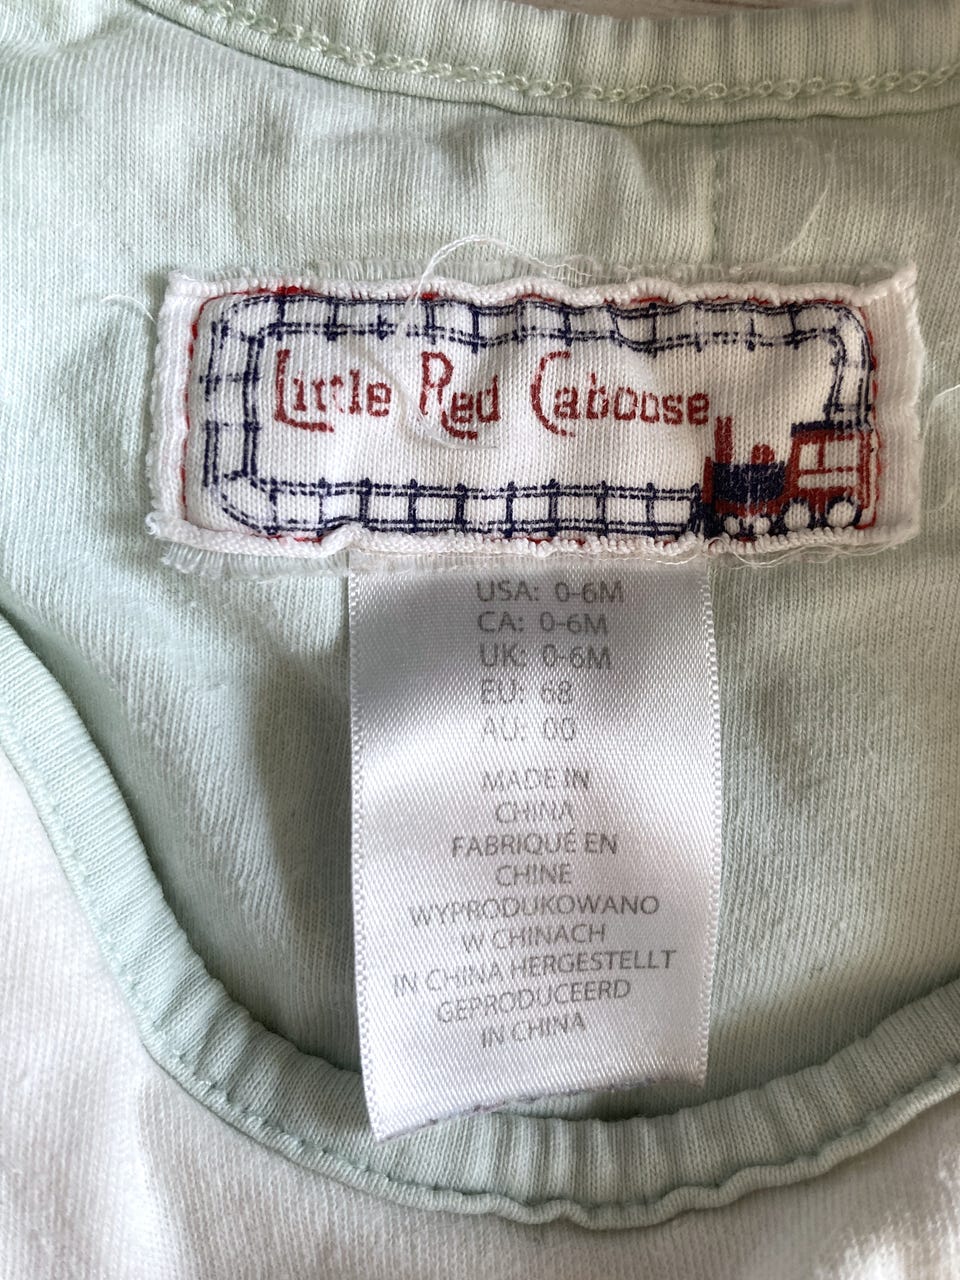 Little Red Caboose
USA: 0-6M
CA: 0-6M
UK: 0-6M
EU: 68
AU: 00
MADE IN
CHINA
FABRIQUÉ EN
CHINE
WYPRODUKOWANO
W CHINACH
IN CHINA HERGESTELLT
GEPRODUCEERD
IN CHINA